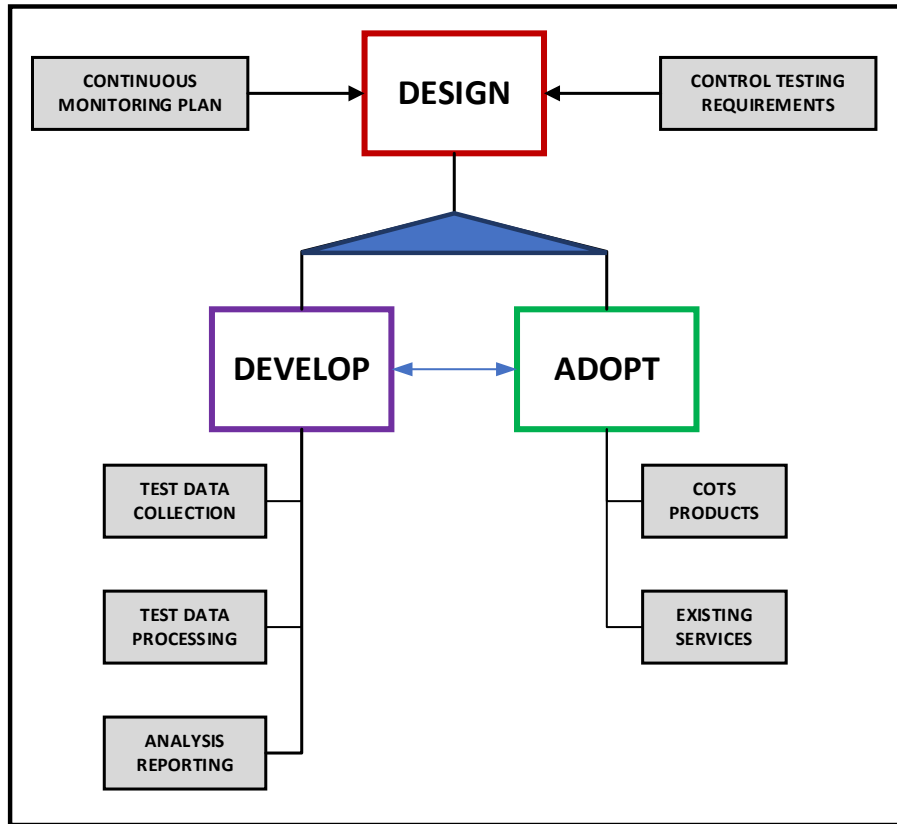 CONTINUOUS
MONITORING PLAN
DESIGN
CONTROL TESTING
REQUIREMENTS
DEVELOP
ADOPT
TEST DATA
COLLECTION
COTS
PRODUCTS
TEST DATA
PROCESSING
EXISTING
SERVICES
ANALYSIS
REPORTING